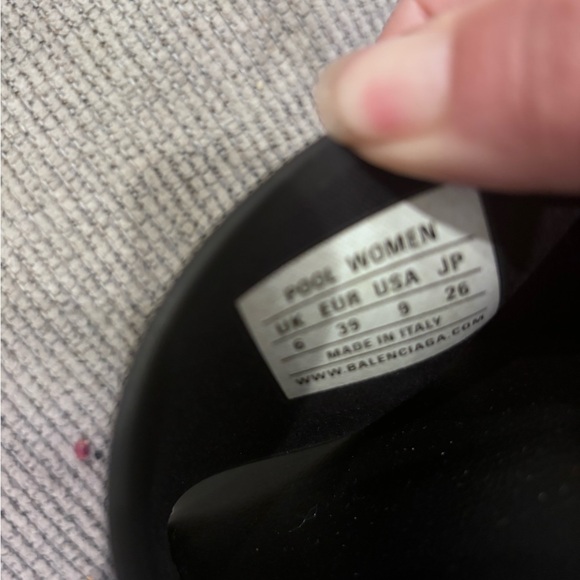 POOL WOMEN
UK EUR USA JP
6 39 9 26
MADE IN ITALY
WWW.BALENCIAGA.COM